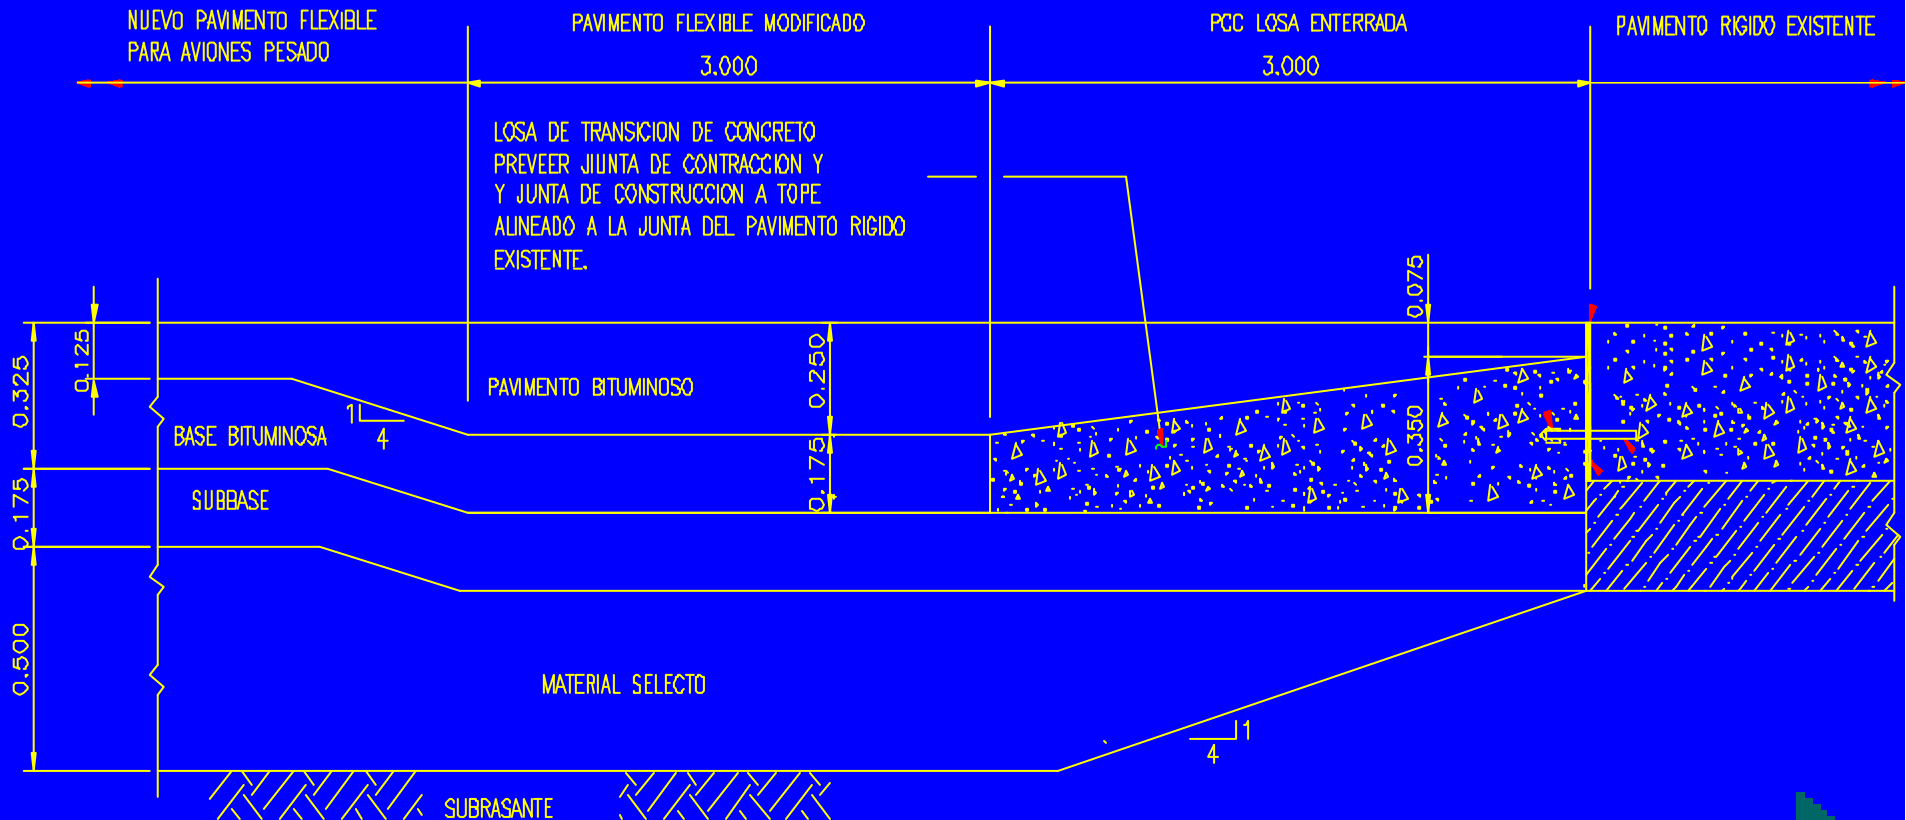 NUEVO PAVIMENTO FLEXIBLE
PARA AVIONES PESADO
PAVIMENTO FLEXIBLE MODIFICADO
3.000
PCC LOSA ENTERRADA
3.000
PAVIMENTO RIGIDO EXISTENTE
LOSA DE TRANSICION DE CONCRETO
PREVEER JIUNTA DE CONTRACCION Y
Y JUNTA DE CONSTRUCCION A TOPE
ALINEADO A LA JUNTA DEL PAVIMENTO RIGIDO
EXISTENTE.
0.075
0.125
0.325
0.250
PAVIMENTO BITUMINOSO
1
4
BASE BITUMINOSA
0.350
0.175
0.175
SUBBASE
0.500
MATERIAL SELECTO
1
4
SUBRASANTE